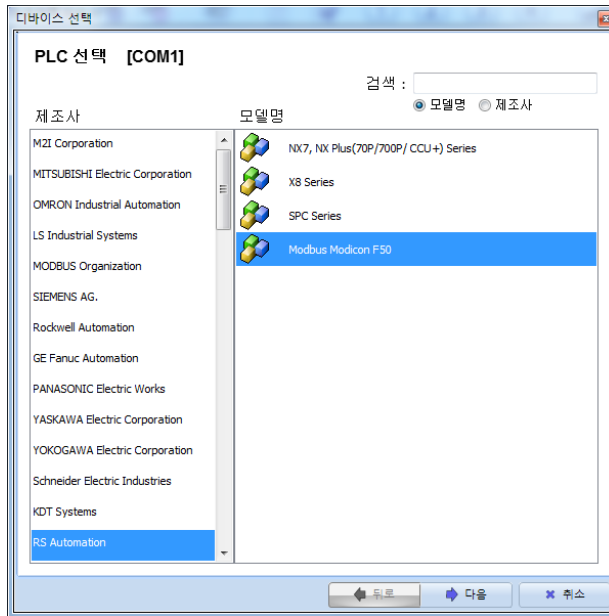 디바이스 선택
PLC 선택 [COM1]
검색 :
모델명 제조사
제조사
모델명
M2I Corporation
MITSUBISHI Electric Corporation
OMRON Industrial Automation
LS Industrial Systems
MODBUS Organization
SIEMENS AG.
Rockwell Automation
GE Fanuc Automation
PANASONIC Electric Works
YASKAWA Electric Corporation
YOKOGAWA Electric Corporation
Schneider Electric Industries
KDT Systems
RS Automation
NX7, NX Plus(70P/700P/ CCU+) Series
X8 Series
SPC Series
Modbus Modicon F50
뒤로 다음 취소